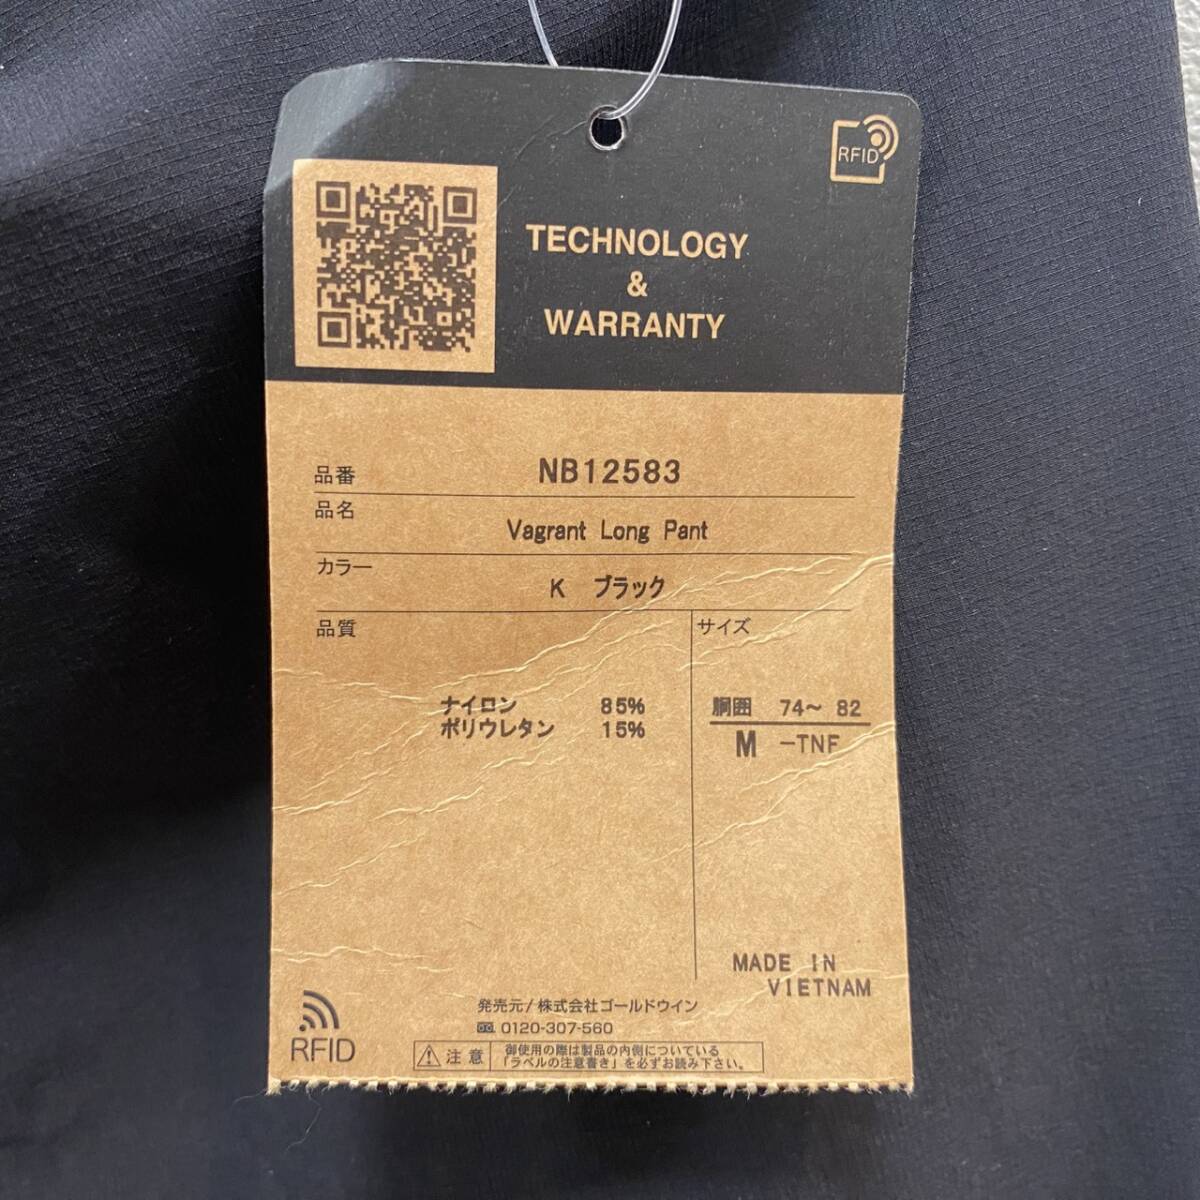 RFID
TECHNOLOGY
&
WARRANTY
品番 NB12583
品名
Vagrant Long Pant
カラー
K ブラック
品質
サイズ
ナイロン 85%
ポリウレタン 15%
胴囲 74～ 82
M -TNF
MADE IN
VIETNAM
発売元/株式会社ゴールドウイン
0120-307-560
RFID
注意
御使用の際は製品の内側についている
「ラベルの注意書き」を必ずお読み下さい。